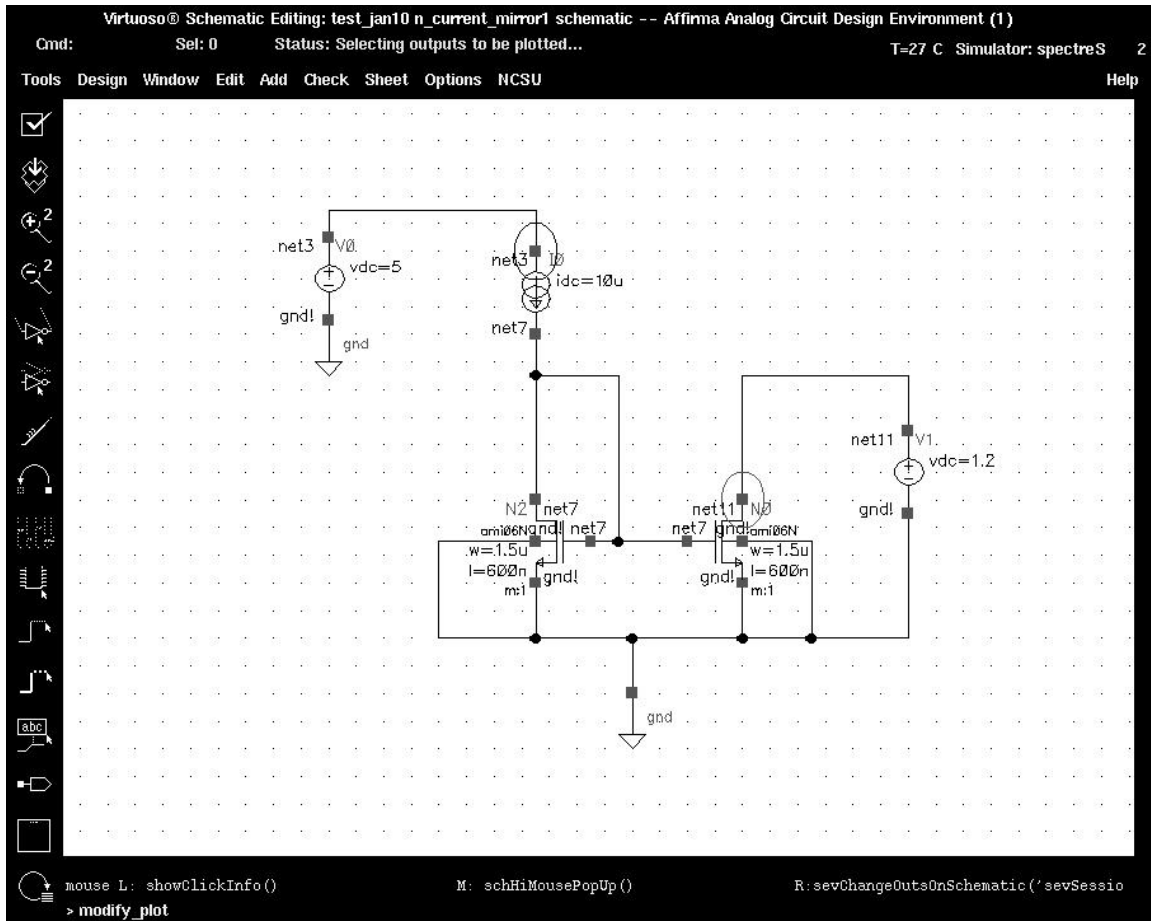 Virtuoso® Schematic Editing: test_jan10 n_current_mirror1 schematic -- Affirma Analog Circuit Design Environment (1)
Cmd: Sel: 0 Status: Selecting outputs to be plotted... T=27 C Simulator: spectreS 2
Tools Design Window Edit Add Check Sheet Options NCSU Help
2
2
net3 V0
vdc=5
gnd!
gnd
net3 I0
idc=10u
net7
net11 V1
vdc=1.2
gnd!
N2 net7
ami06N
gnd! net7
w=1.5u
l=600n
gnd!
m:1
net11 N0
net7 gnd!
ami06N
w=1.5u
l=600n
gnd!
m:1
gnd
abc
mouse L: showClickInfo() M: schHiMousePopUp() R:sevChangeOutsOnSchematic('sevSessio
> modify_plot